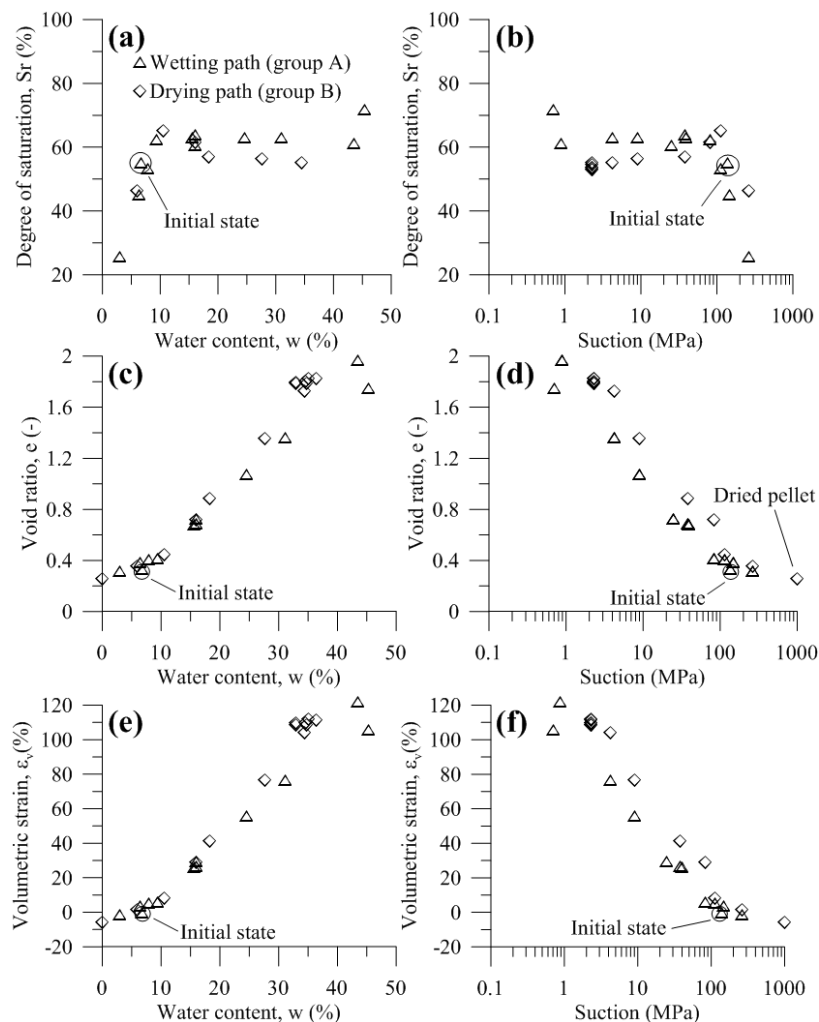 (a)
Wetting path (group A)
Drying path (group B)
Initial state
Degree of saturation, Sr (%)
100
80
60
40
20
0 10 20 30 40 50
Water content, w (%)
(b)
Initial state
Degree of saturation, Sr (%)
100
80
60
40
20
0.1 1 10 100 1000
Suction (MPa)
(c)
Initial state
Void ratio, e (-)
2
1.6
1.2
0.8
0.4
0
0 10 20 30 40 50
Water content, w (%)
(d)
Dried pellet
Initial state
Void ratio, e (-)
2
1.6
1.2
0.8
0.4
0
0.1 1 10 100 1000
Suction (MPa)
(e)
Initial state
Volumetric strain, εv(%)
120
100
80
60
40
20
0
-20
0 10 20 30 40 50
Water content, w (%)
(f)
Initial state
Volumetric strain, εv(%)
120
100
80
60
40
20
0
-20
0.1 1 10 100 1000
Suction (MPa)